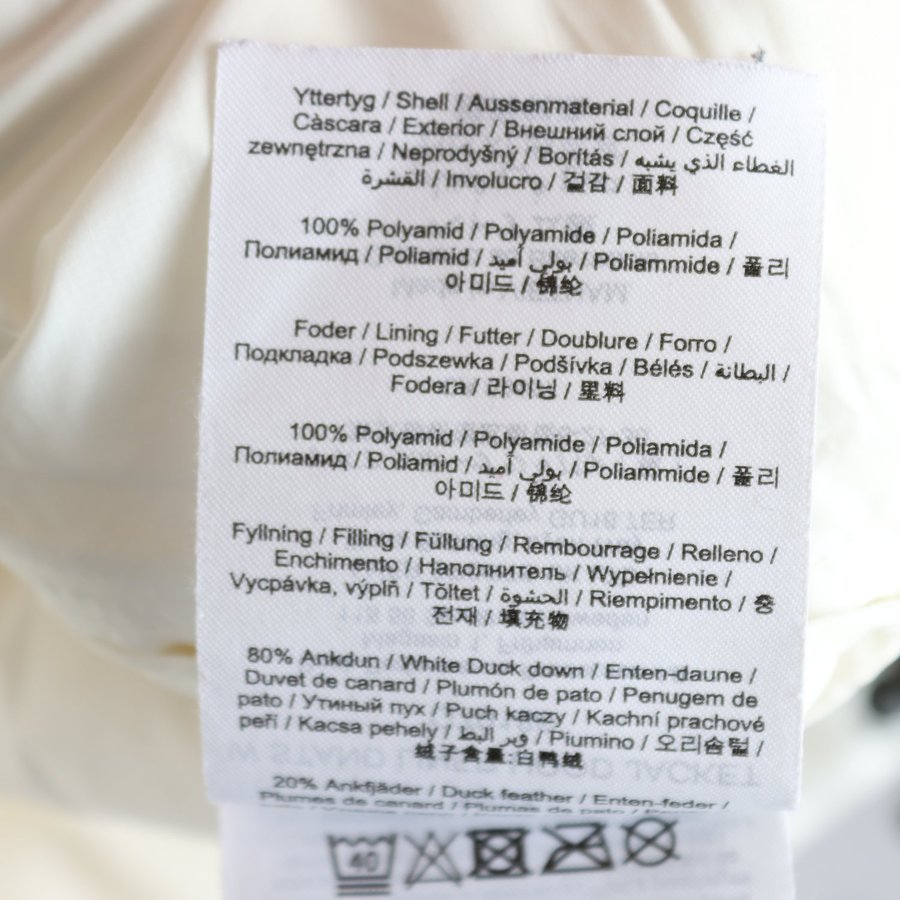 Yttertyg / Shell / Aussenmaterial / Coquille /
Càscara / Exterior / Внешний слой / Część
zewnętrzna / Neprodyšný / Borítás / الغطاء الذي يشبه
القشرة / Involucro / 겉감 / 面料
100% Polyamid / Polyamide / Poliamida /
Полиамид / Poliamid / بولي أميد / Poliammide / 폴리
아미드 / 锦纶
Foder / Lining / Futter / Doublure / Forro /
Подкладка / Podszewka / Podšívka / Bélés / البطانة /
Fodera / 라이닝 / 里料
100% Polyamid / Polyamide / Poliamida /
Полиамид / Poliamid / بولي أميد / Poliammide / 폴리
아미드 / 锦纶
Fyllning / Filling / Füllung / Rembourrage / Relleno /
Enchimento / Наполнитель / Wypełnienie /
Vycpávka, výplň / Töltet / الحشوة / Riempimento / 충
전재 / 填充物
80% Ankdun / White Duck down / Enten-daune /
Duvet de canard / Plumón de pato / Penugem de
pato / Утиный пух / Puch kaczy / Kachní prachové
peří / Kacsa pehely / وبر البط / Piumino / 오리솜털 /
绒子含量:白鸭绒
20% Ankfjäder / Duck feather / Enten-feder /
Plumes de canard / Plumas de pato /
40